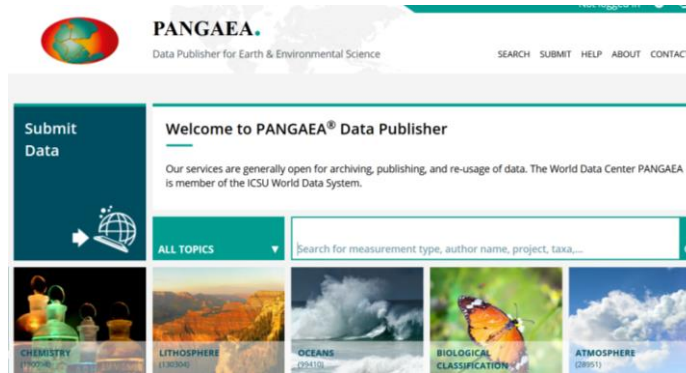 Not logged in
PANGAEA.
Data Publisher for Earth & Environmental Science
SEARCH SUBMIT HELP ABOUT CONTACT
Submit
Data
Welcome to PANGAEA® Data Publisher
Our services are generally open for archiving, publishing, and re-usage of data. The World Data Center PANGAEA
is member of the ICSU World Data System.
ALL TOPICS
Search for measurement type, author name, project, taxa,...
CHEMISTRY
LITHOSPHERE
(130304)
OCEANS
(99410)
BIOLOGICAL
CLASSIFICATION
ATMOSPHERE
(28951)